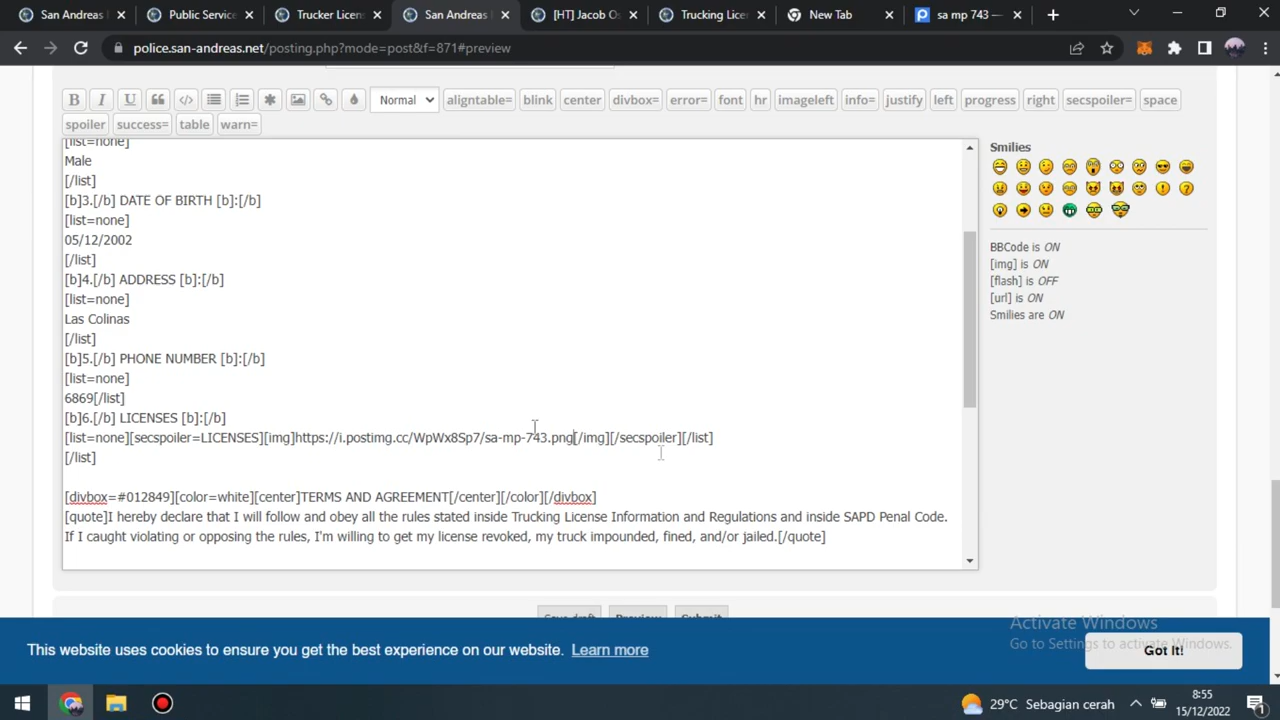 San Andreas
Public Service
Trucker Licen
San Andreas
[HT] Jacob Os
Trucking Licer
New Tab
sa mp 743 —
police.san-andreas.net/posting.php?mode=post&f=871#preview
B i U Normal aligntable= blink center divbox= error= font hr imageleft info= justify left progress right secspoiler= space
spoiler success= table warn=
[list=none]
Male
[/list]
[b]3.[/b] DATE OF BIRTH [b]:[/b]
[list=none]
05/12/2002
[/list]
[b]4.[/b] ADDRESS [b]:[/b]
[list=none]
Las Colinas
[/list]
[b]5.[/b] PHONE NUMBER [b]:[/b]
[list=none]
6869[/list]
[b]6.[/b] LICENSES [b]:[/b]
[list=none][secspoiler=LICENSES][img]https://i.postimg.cc/WpWx8Sp7/sa-mp-743.png[/img][/secspoiler][/list]
[/list]
[divbox=#012849][color=white][center]TERMS AND AGREEMENT[/center][/color][/divbox]
[quote]I hereby declare that I will follow and obey all the rules stated inside Trucking License Information and Regulations and inside SAPD Penal Code.
If I caught violating or opposing the rules, I'm willing to get my license revoked, my truck impounded, fined, and/or jailed.[/quote]
Smilies
BBCode is ON
[img] is ON
[flash] is OFF
[url] is ON
Smilies are ON
Save draft Preview Submit
This website uses cookies to ensure you get the best experience on our website. Learn more
Got It!
Activate Windows
Go to Settings to activate Windows.
29°C Sebagian cerah
8:55
15/12/2022
1